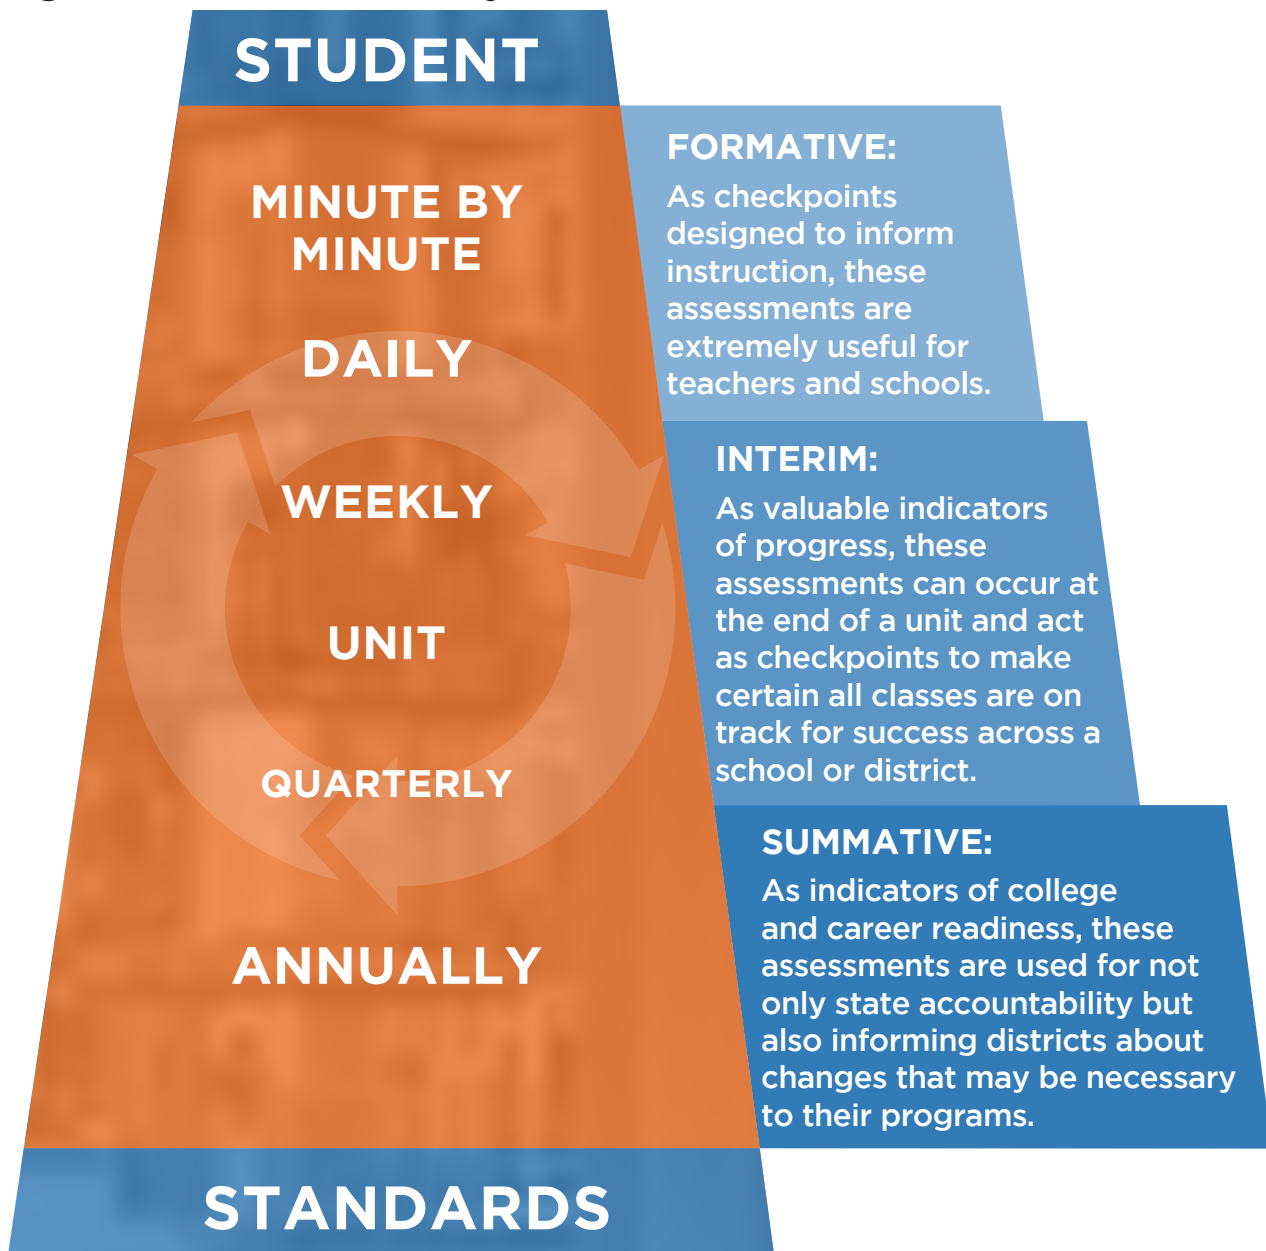 STUDENT
MINUTE BY
MINUTE
DAILY
WEEKLY
UNIT
QUARTERLY
ANNUALLY
STANDARDS
FORMATIVE:
As checkpoints
designed to inform
instruction, these
assessments are
extremely useful for
teachers and schools.
INTERIM:
As valuable indicators
of progress, these
assessments can occur at
the end of a unit and act
as checkpoints to make
certain all classes are on
track for success across a
school or district.
SUMMATIVE:
As indicators of college
and career readiness, these
assessments are used for not
only state accountability but
also informing districts about
changes that may be necessary
to their programs.